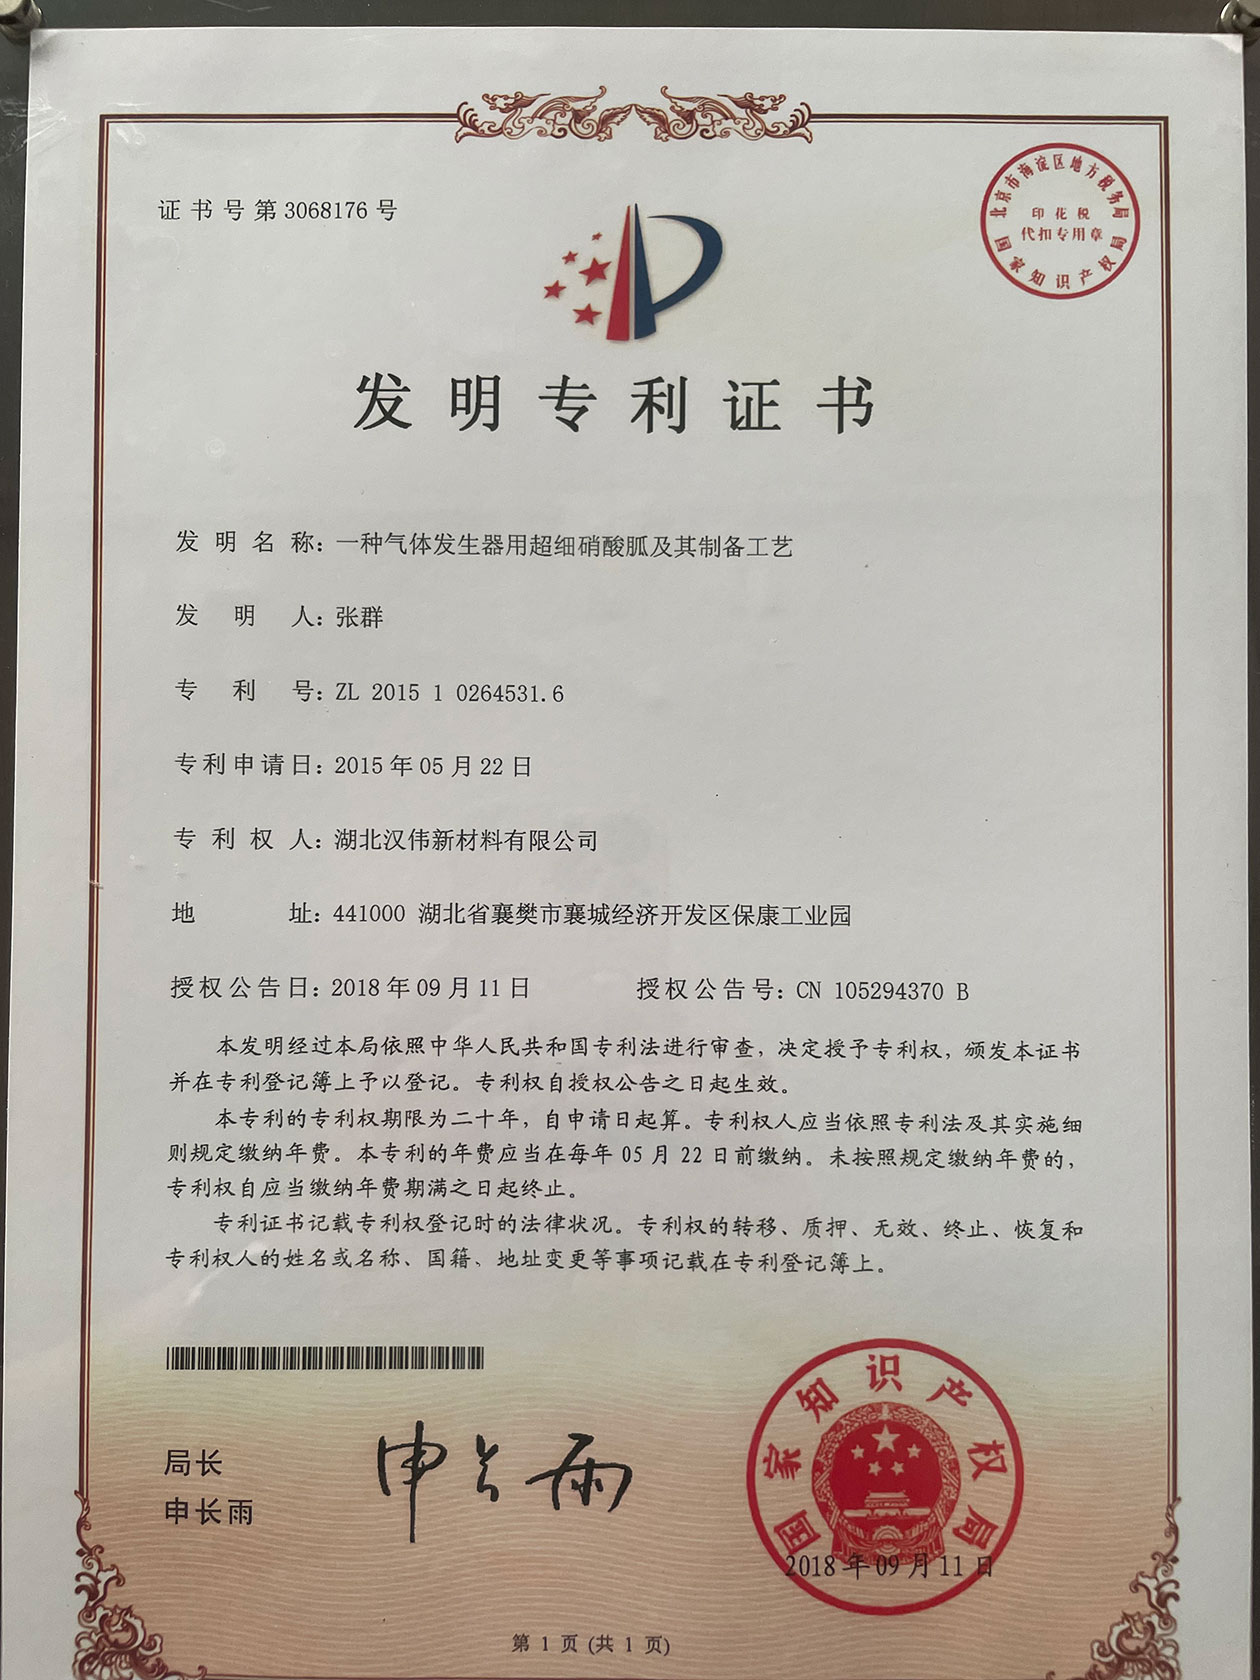 证书号第3068176号
北京市海淀区地方税务局
印花税
代扣专用章
国家知识产权局
发明专利证书
发明名称：一种气体发生器用超细硝酸胍及其制备工艺
发明人：张群
专利号：ZL 2015 1 0264531.6
专利申请日：2015年05月22日
专利权人：湖北汉伟新材料有限公司
地址：441000 湖北省襄樊市襄城经济开发区保康工业园
授权公告日：2018年09月11日 授权公告号：CN 105294370 B
本发明经过本局依照中华人民共和国专利法进行审查，决定授予专利权，颁发本证书
并在专利登记簿上予以登记。专利权自授权公告之日起生效。
本专利的专利权期限为二十年，自申请日起算。专利权人应当依照专利法及其实施细
则规定缴纳年费。本专利的年费应当在每年05月22日前缴纳。未按照规定缴纳年费的，
专利权自应当缴纳年费期满之日起终止。
专利证书记载专利权登记时的法律状况。专利权的转移、质押、无效、终止、恢复和
专利权人的姓名或名称、国籍、地址变更等事项记载在专利登记簿上。
局长
申长雨
申长雨
国家知识产权局
2018年09月11日
第 1 页 (共 1 页)